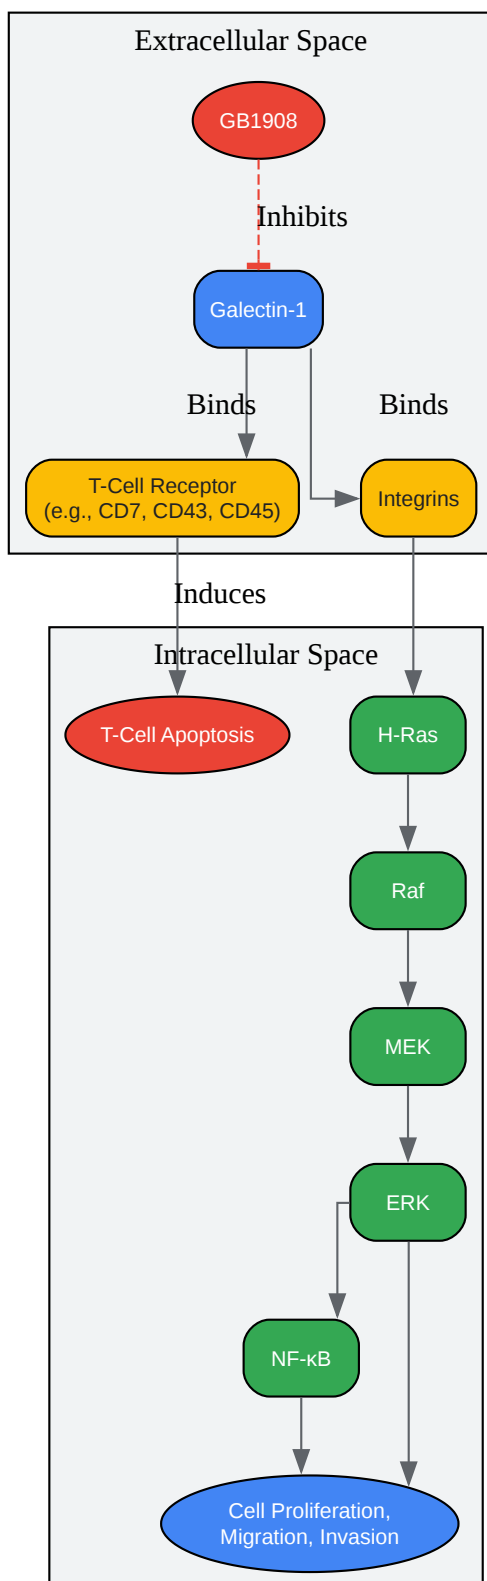 Extracellular Space
GB1908
Inhibits
Galectin-1
Binds
Binds
T-Cell Receptor
(e.g., CD7, CD43, CD45)
Integrins
Induces
Intracellular Space
T-Cell Apoptosis
H-Ras
Raf
MEK
ERK
NF-κB
Cell Proliferation,
Migration, Invasion